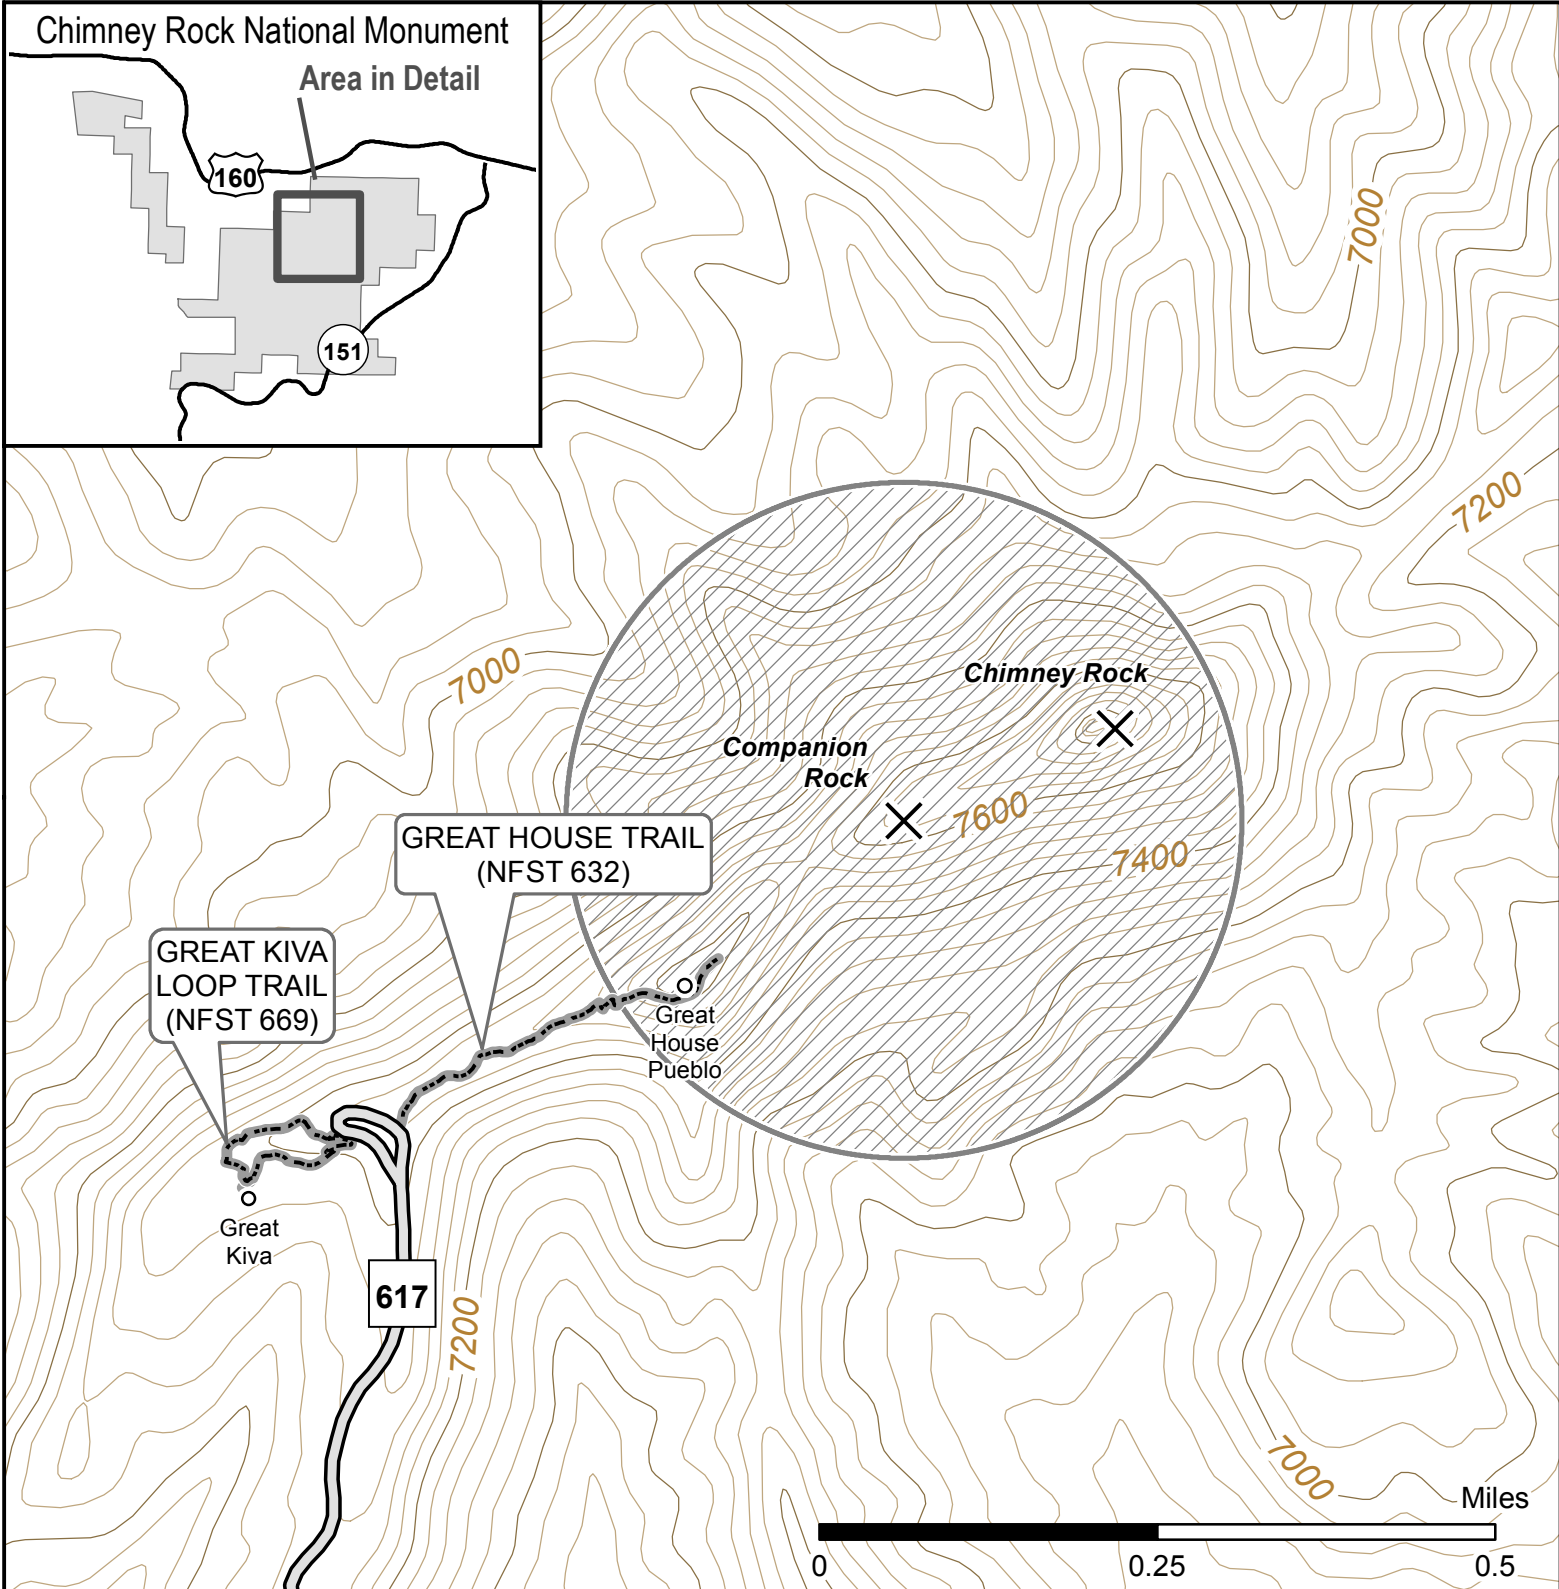 Chimney Rock National Monument
Area in Detail
160
151
7000
7200
7000
Chimney Rock
Companion
Rock
7600
7400
GREAT HOUSE TRAIL
(NFST 632)
GREAT KIVA
LOOP TRAIL
(NFST 669)
Great
House
Pueblo
Great
Kiva
617
7200
7000
Miles
0
0.25
0.5